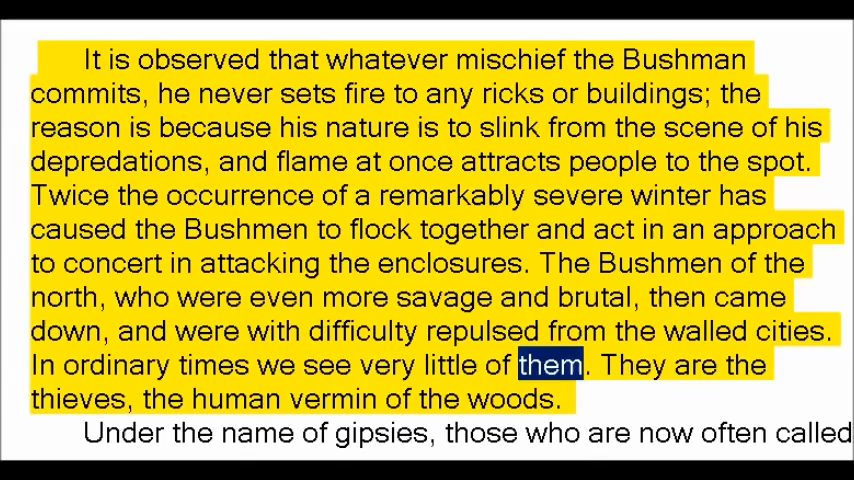 It is observed that whatever mischief the Bushman
commits, he never sets fire to any ricks or buildings; the
reason is because his nature is to slink from the scene of his
depredations, and flame at once attracts people to the spot.
Twice the occurrence of a remarkably severe winter has
caused the Bushmen to flock together and act in an approach
to concert in attacking the enclosures. The Bushmen of the
north, who were even more savage and brutal, then came
down, and were with difficulty repulsed from the walled cities.
In ordinary times we see very little of them. They are the
thieves, the human vermin of the woods.
Under the name of gipsies, those who are now often called